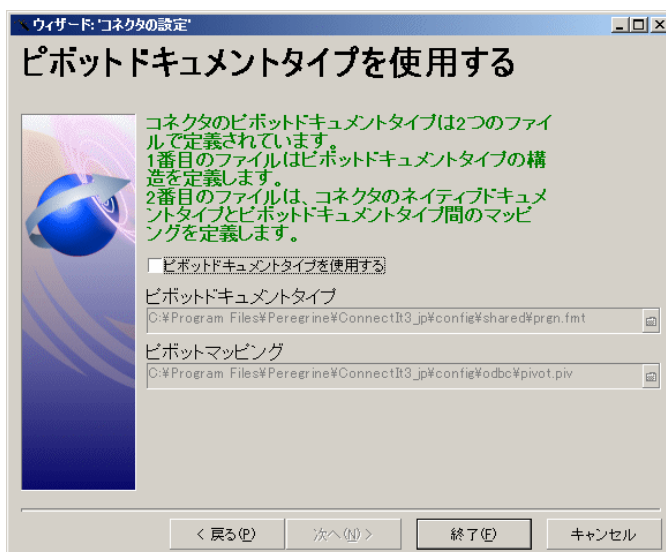 ウィザード: 'コネクタの設定'
ピボットドキュメントタイプを使用する
コネクタのピボットドキュメントタイプは2つのファイ
ルで定義されています。
1番目のファイルはピボットドキュメントタイプの構
造を定義します。
2番目のファイルは、コネクタのネイティブドキュメ
ントタイプとピボットドキュメントタイプ間のマッピ
ングを定義します。
ピボットドキュメントタイプを使用する
ピボットドキュメントタイプ
C:¥Program Files¥Peregrine¥ConnectIt3_jp¥config¥shared¥prgn.fmt
ピボットマッピング
C:¥Program Files¥Peregrine¥ConnectIt3_jp¥config¥odbc¥pivot.piv
< 戻る(P) 次へ(N) > 終了(F) キャンセル